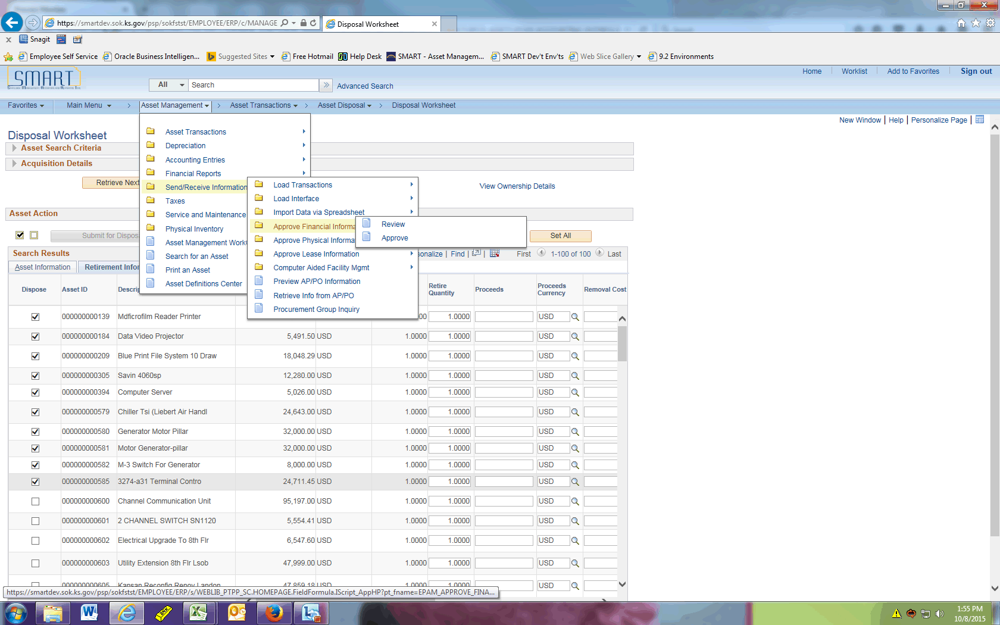 https://smartdev.sok.ks.gov/psp/sokfstst/EMPLOYEE/ERP/c/MANAGE
Disposal Worksheet
x Snagit
Employee Self Service Oracle Business Intelligen... Suggested Sites Free Hotmail Help Desk SMART - Asset Managem... SMART Dev't Env'ts Web Slice Gallery 9.2 Environments
SMART
All Search Advanced Search
Home Worklist Add to Favorites Sign out
Favorites Main Menu > Asset Management > Asset Transactions > Asset Disposal > Disposal Worksheet
New Window | Help | Personalize Page |
Disposal Worksheet
Asset Search Criteria
Acquisition Details
Retrieve Next
View Ownership Details
Asset Action
Submit for Disposa
Set All
Search Results
sonalize | Find | | First 1-100 of 100 Last
Asset Information Retirement Infor
Asset Transactions
Depreciation
Accounting Entries
Financial Reports
Send/Receive Information
Taxes
Service and Maintenance
Physical Inventory
Asset Management Work
Search for an Asset
Print an Asset
Asset Definitions Center
Load Transactions
Load Interface
Import Data via Spreadsheet
Approve Financial Informa
Approve Physical Informa
Approve Lease Information
Computer Aided Facility Mgmt
Preview AP/PO Information
Retrieve Info from AP/PO
Procurement Group Inquiry
Review
Approve
Dispose Asset ID Descrip Retire Quantity Proceeds Proceeds Currency Removal Cost
000000000139 Mdficrofilm Reader Printer 00 1.0000 USD
000000000184 Data Video Projector 5,491.50 USD 1.0000 1.0000 USD
000000000209 Blue Print File System 10 Draw 18,048.29 USD 1.0000 1.0000 USD
000000000305 Savin 4060sp 12,280.00 USD 1.0000 1.0000 USD
000000000394 Computer Server 5,026.00 USD 1.0000 1.0000 USD
000000000579 Chiller Tsi (Liebert Air Handl 24,643.00 USD 1.0000 1.0000 USD
000000000580 Generator Motor Pillar 32,000.00 USD 1.0000 1.0000 USD
000000000581 Motor Generator-pillar 32,000.00 USD 1.0000 1.0000 USD
000000000582 M-3 Switch For Generator 8,000.00 USD 1.0000 1.0000 USD
000000000585 3274-a31 Terminal Contro 24,711.45 USD 1.0000 1.0000 USD
000000000600 Channel Communication Unit 95,197.00 USD 1.0000 1.0000 USD
000000000601 2 CHANNEL SWITCH SN1120 5,554.41 USD 1.0000 1.0000 USD
000000000602 Electrical Upgrade To 8th Flr 6,547.60 USD 1.0000 1.0000 USD
000000000603 Utility Extension 8th Flr Lsob 47,999.00 USD 1.0000 1.0000 USD
000000000605 Kansan Reconfig Renov Landon 47,859.18 USD 1.0000 1.0000 USD
https://smartdev.sok.ks.gov/psp/sokfstst/EMPLOYEE/ERP/s/WEBLIB_PTPP_SC.HOMEPAGE.FieldFormula.IScript_AppHP?pt_fname=EPAM_APPROVE_FINA...
1:55 PM
10/8/2015